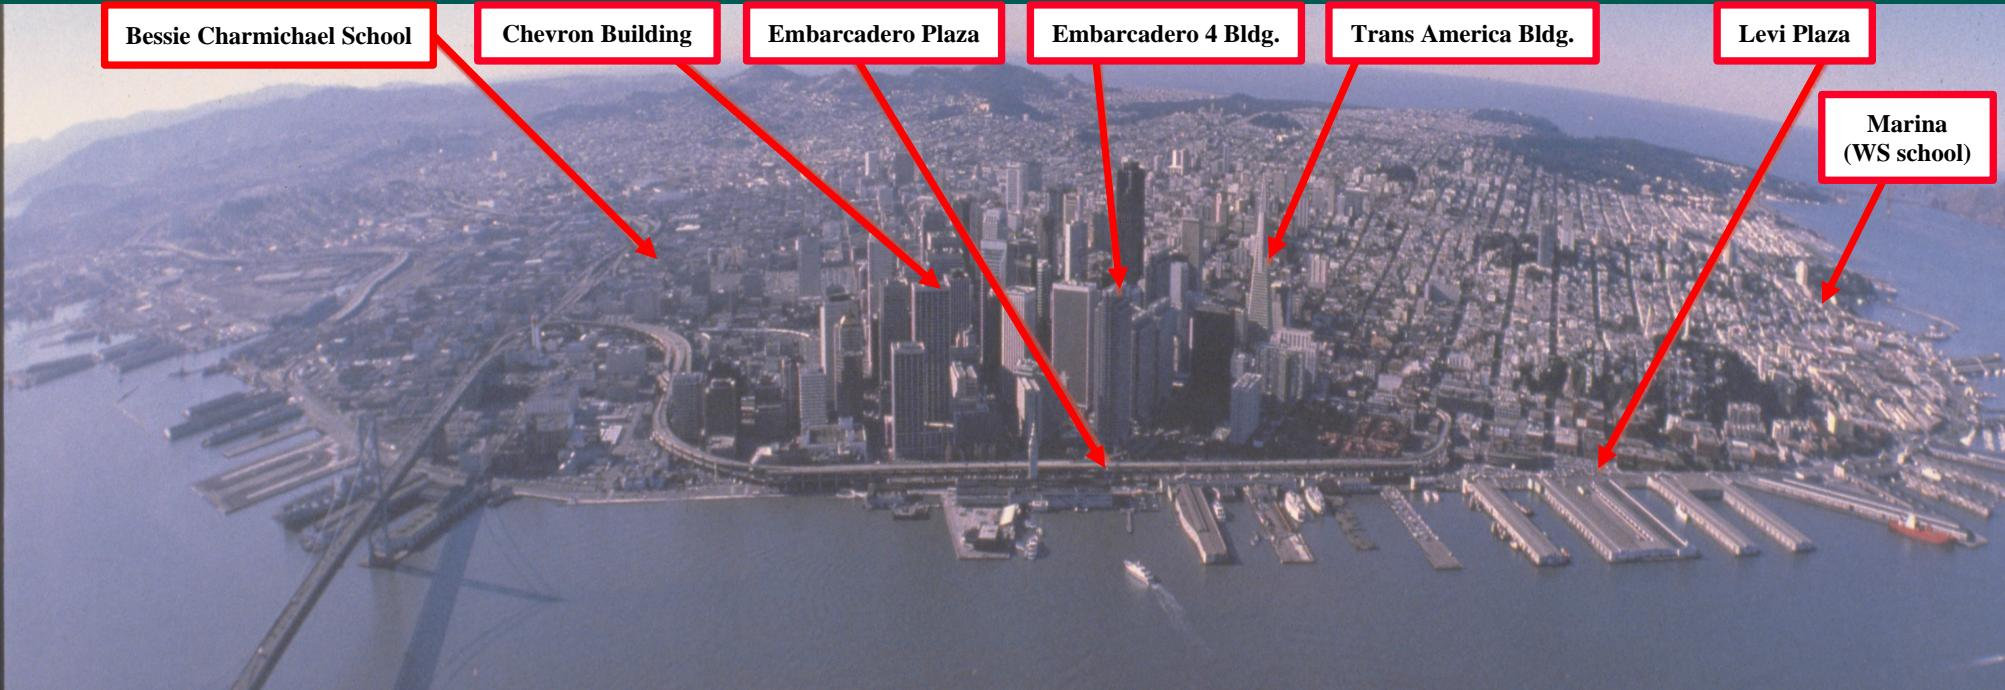 Bessie Charmichael School
Chevron Building
Embarcadero Plaza
Embarcadero 4 Bldg.
Trans America Bldg.
Levi Plaza
Marina
(WS school)